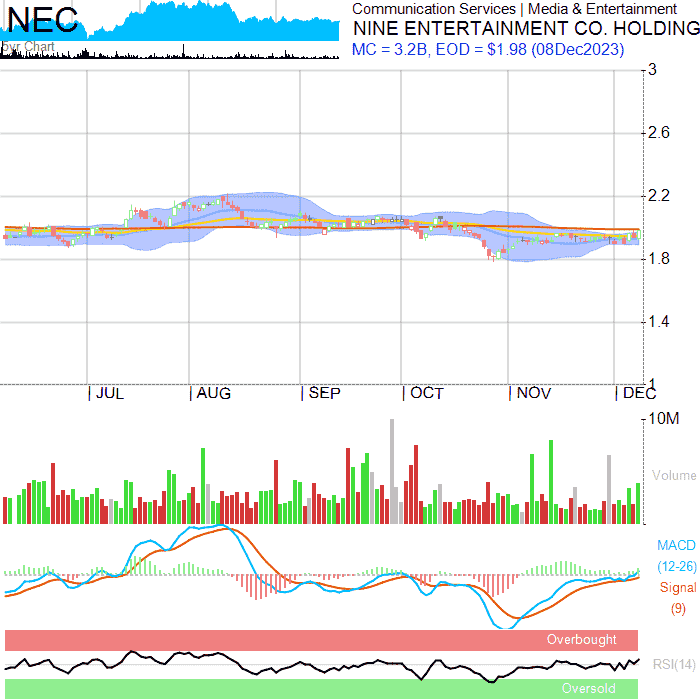 NEC
Communication Services | Media & Entertainment
NINE ENTERTAINMENT CO. HOLDING
MC = 3.2B, EOD = $1.98 (08Dec2023)
Chart
3
2.6
2.2
1.8
1.4
1
JUL
AUG
SEP
OCT
NOV
DEC
10M
Volume
MACD
(12-26)
Signal
(9)
Overbought
RSI(14)
Oversold